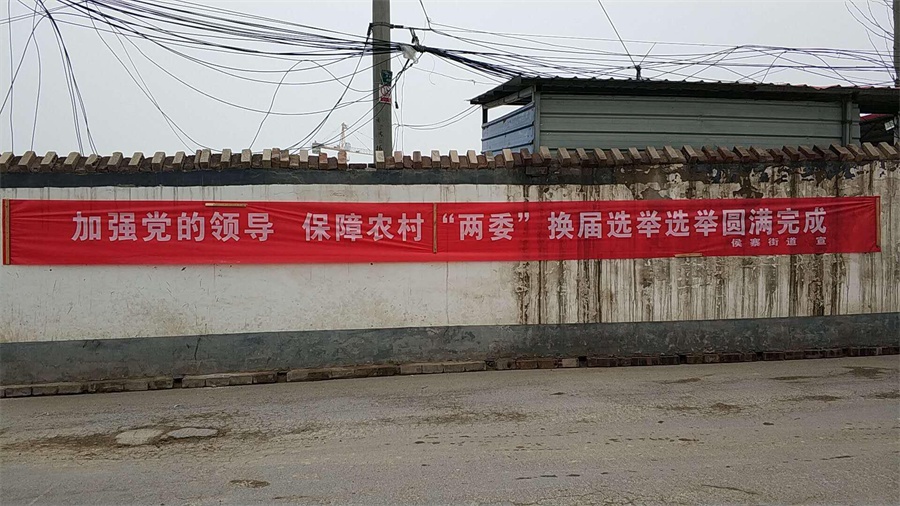 加强党的领导 保障农村“两委”换届选举选举圆满完成
侯寨街道 宣